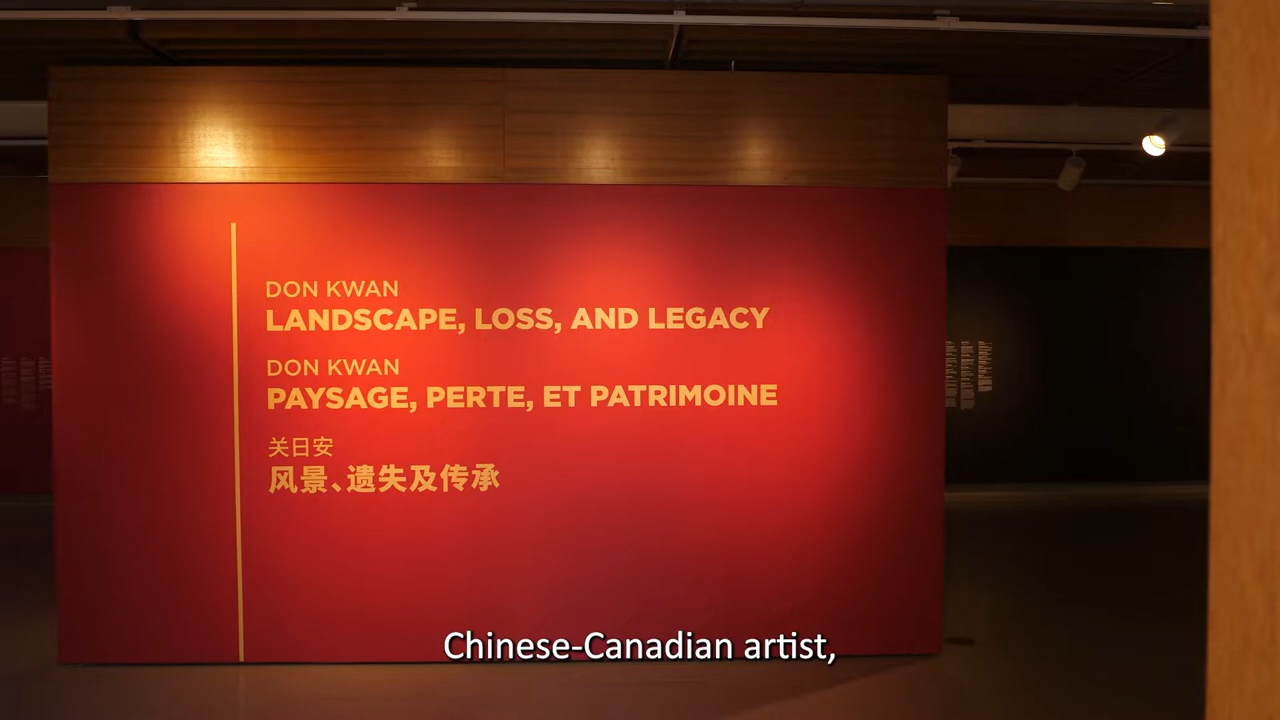 DON KWAN
LANDSCAPE, LOSS, AND LEGACY
DON KWAN
PAYSAGE, PERTE, ET PATRIMOINE
关日安
风景、遗失及传承
Chinese-Canadian artist,